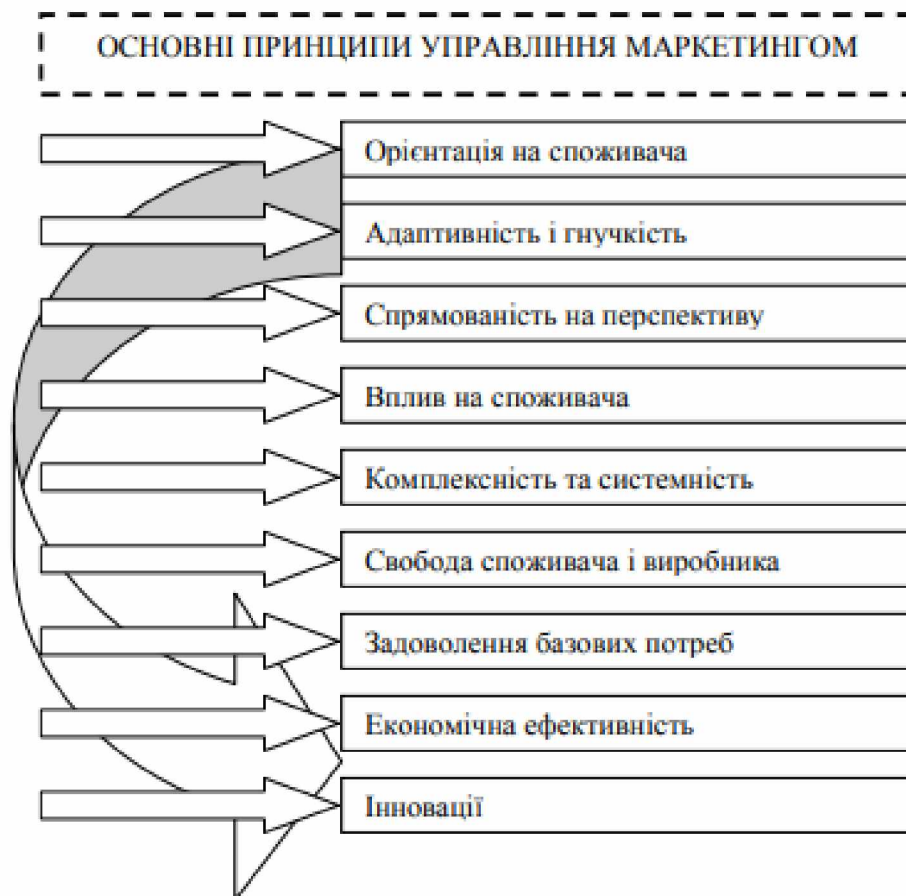 ОСНОВНІ ПРИНЦИПИ УПРАВЛІННЯ МАРКЕТИНГОМ
Орієнтація на споживача
Адаптивність і гнучкість
Спрямованість на перспективу
Вплив на споживача
Комплексність та системність
Свобода споживача і виробника
Задоволення базових потреб
Економічна ефективність
Інновації